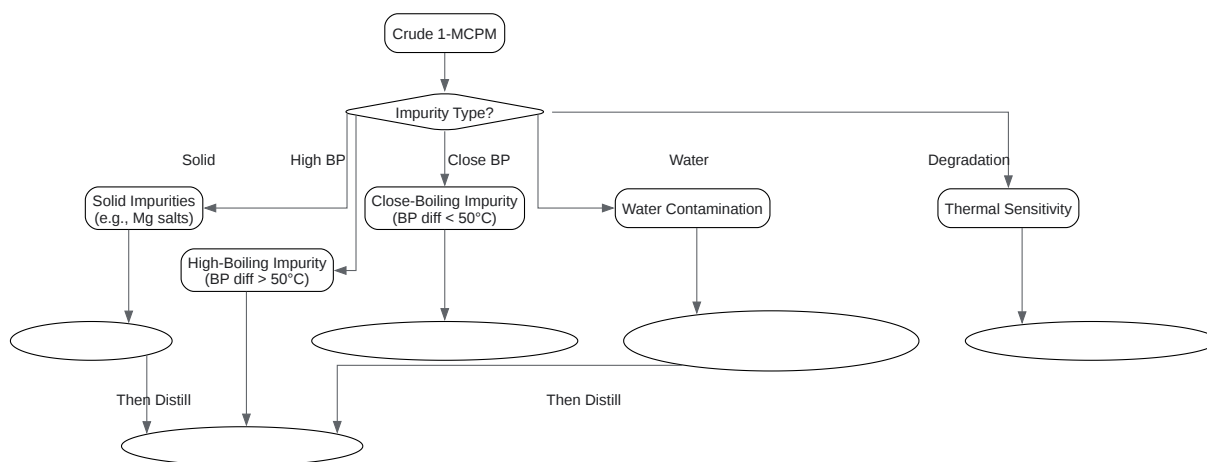 Crude 1-MCPM
Impurity Type?
Solid
High BP
Close BP
Water
Degradation
Solid Impurities
(e.g., Mg salts)
Close-Boiling Impurity
(BP diff < 50°C)
Water Contamination
Thermal Sensitivity
High-Boiling Impurity
(BP diff > 50°C)
Then Distill
Then Distill